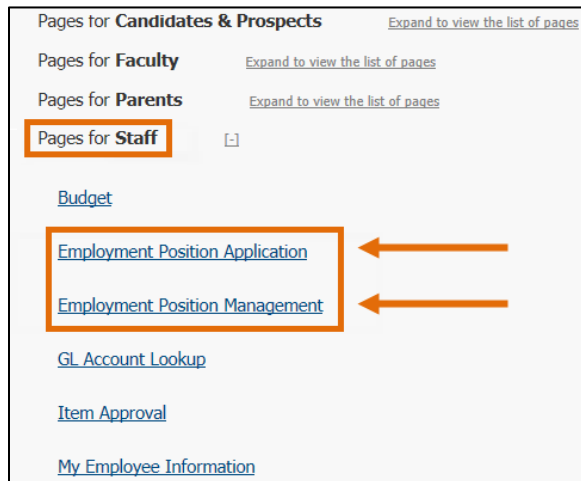 Pages for Candidates & Prospects Expand to view the list of pages
Pages for Faculty Expand to view the list of pages
Pages for Parents Expand to view the list of pages
Pages for Staff [-]
Budget
Employment Position Application
Employment Position Management
GL Account Lookup
Item Approval
My Employee Information